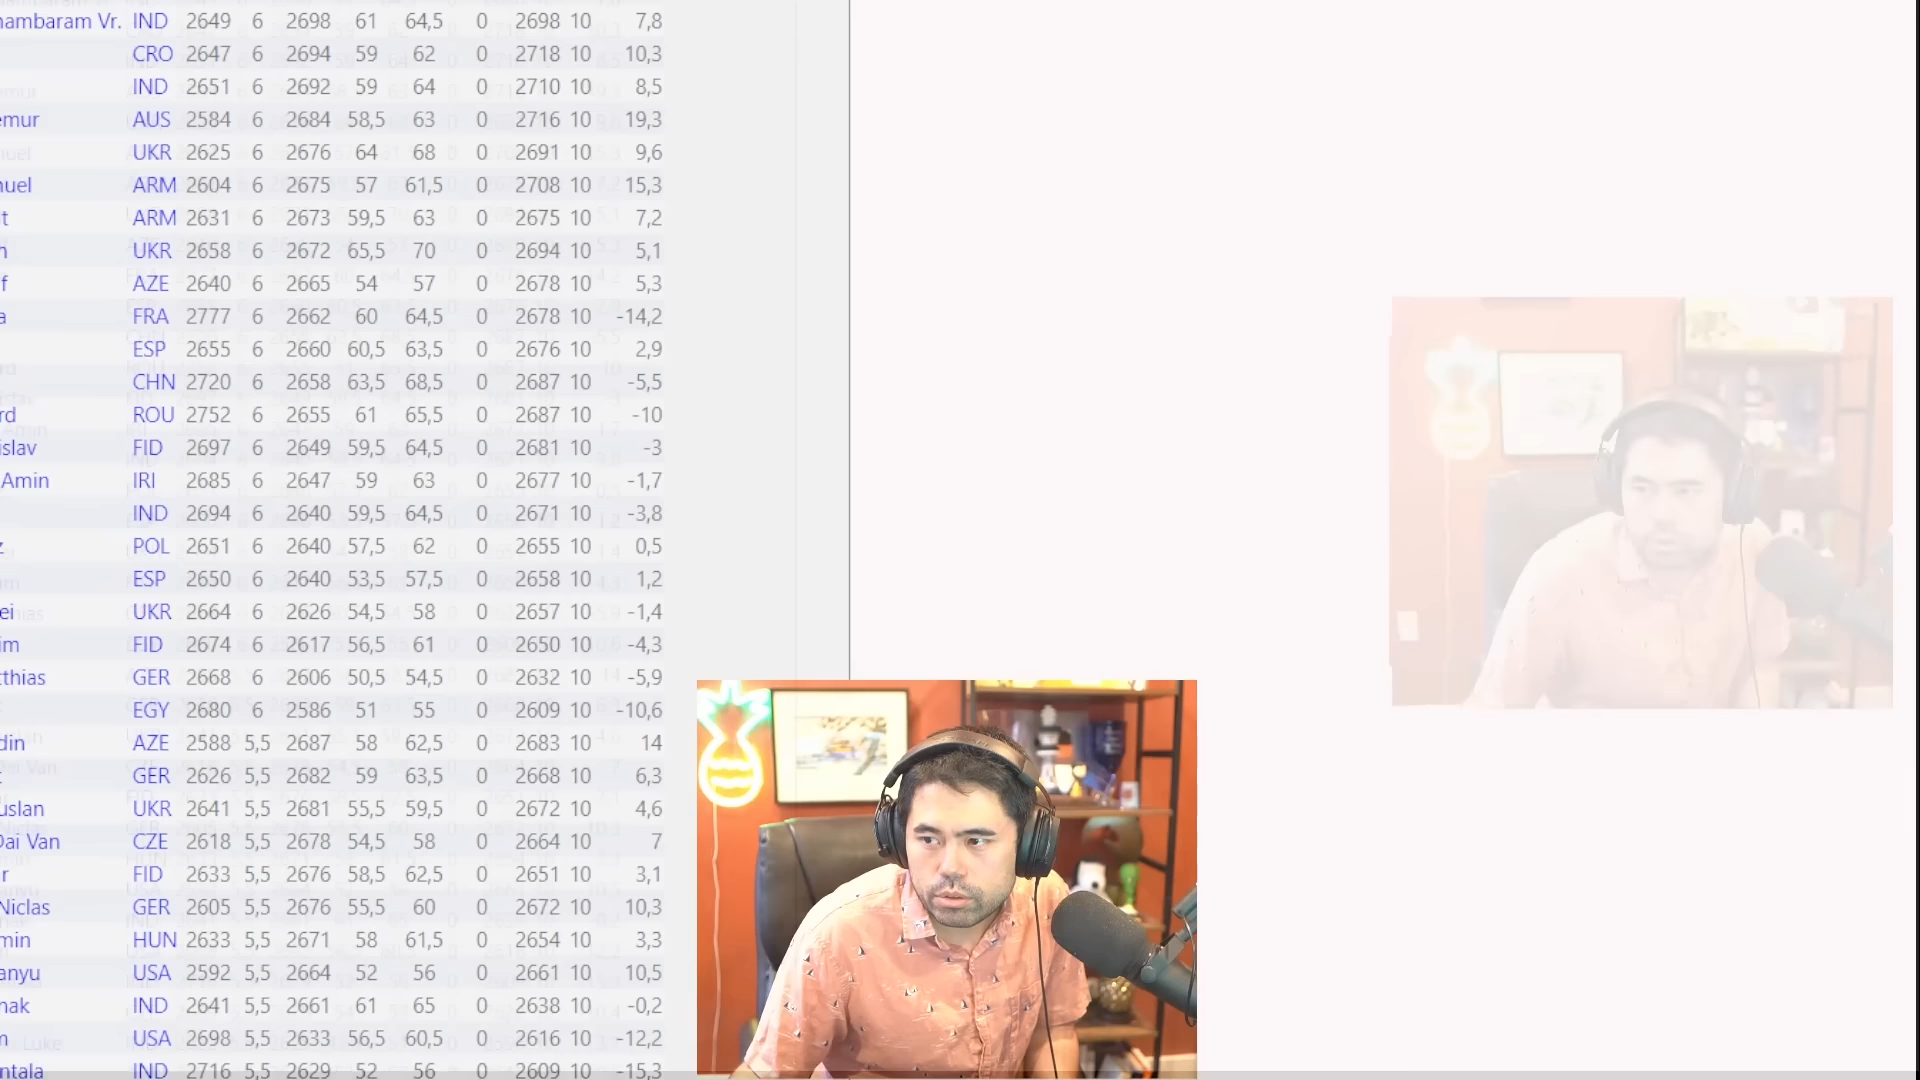 nambaram Vr. IND 2649 6 2698 61 64,5 0 2698 10 7,8
CRO 2647 6 2694 59 62 0 2718 10 10,3
IND 2651 6 2692 59 64 0 2710 10 8,5
emur AUS 2584 6 2684 58,5 63 0 2716 10 19,3
UKR 2625 6 2676 64 68 0 2691 10 9,6
nuel ARM 2604 6 2675 57 61,5 0 2708 10 15,3
t ARM 2631 6 2673 59,5 63 0 2675 10 7,2
n UKR 2658 6 2672 65,5 70 0 2694 10 5,1
f AZE 2640 6 2665 54 57 0 2678 10 5,3
a FRA 2777 6 2662 60 64,5 0 2678 10 -14,2
ESP 2655 6 2660 60,5 63,5 0 2676 10 2,9
CHN 2720 6 2658 63,5 68,5 0 2687 10 -5,5
rd ROU 2752 6 2655 61 65,5 0 2687 10 -10
islav FID 2697 6 2649 59,5 64,5 0 2681 10 -3
Amin IRI 2685 6 2647 59 63 0 2677 10 -1,7
IND 2694 6 2640 59,5 64,5 0 2671 10 -3,8
z POL 2651 6 2640 57,5 62 0 2655 10 0,5
ESP 2650 6 2640 53,5 57,5 0 2658 10 1,2
ei UKR 2664 6 2626 54,5 58 0 2657 10 -1,4
im FID 2674 6 2617 56,5 61 0 2650 10 -4,3
tthias GER 2668 6 2606 50,5 54,5 0 2632 10 -5,9
EGY 2680 6 2586 51 55 0 2609 10 -10,6
din AZE 2588 5,5 2687 58 62,5 0 2683 10 14
t GER 2626 5,5 2682 59 63,5 0 2668 10 6,3
uslan UKR 2641 5,5 2681 55,5 59,5 0 2672 10 4,6
Dai Van CZE 2618 5,5 2678 54,5 58 0 2664 10 7
r FID 2633 5,5 2676 58,5 62,5 0 2651 10 3,1
Niclas GER 2605 5,5 2676 55,5 60 0 2672 10 10,3
min HUN 2633 5,5 2671 58 61,5 0 2654 10 3,3
anyu USA 2592 5,5 2664 52 56 0 2661 10 10,5
nak IND 2641 5,5 2661 61 65 0 2638 10 -0,2
n USA 2698 5,5 2633 56,5 60,5 0 2616 10 -12,2
ntala IND 2716 5,5 2629 52 56 0 2609 10 -15,3